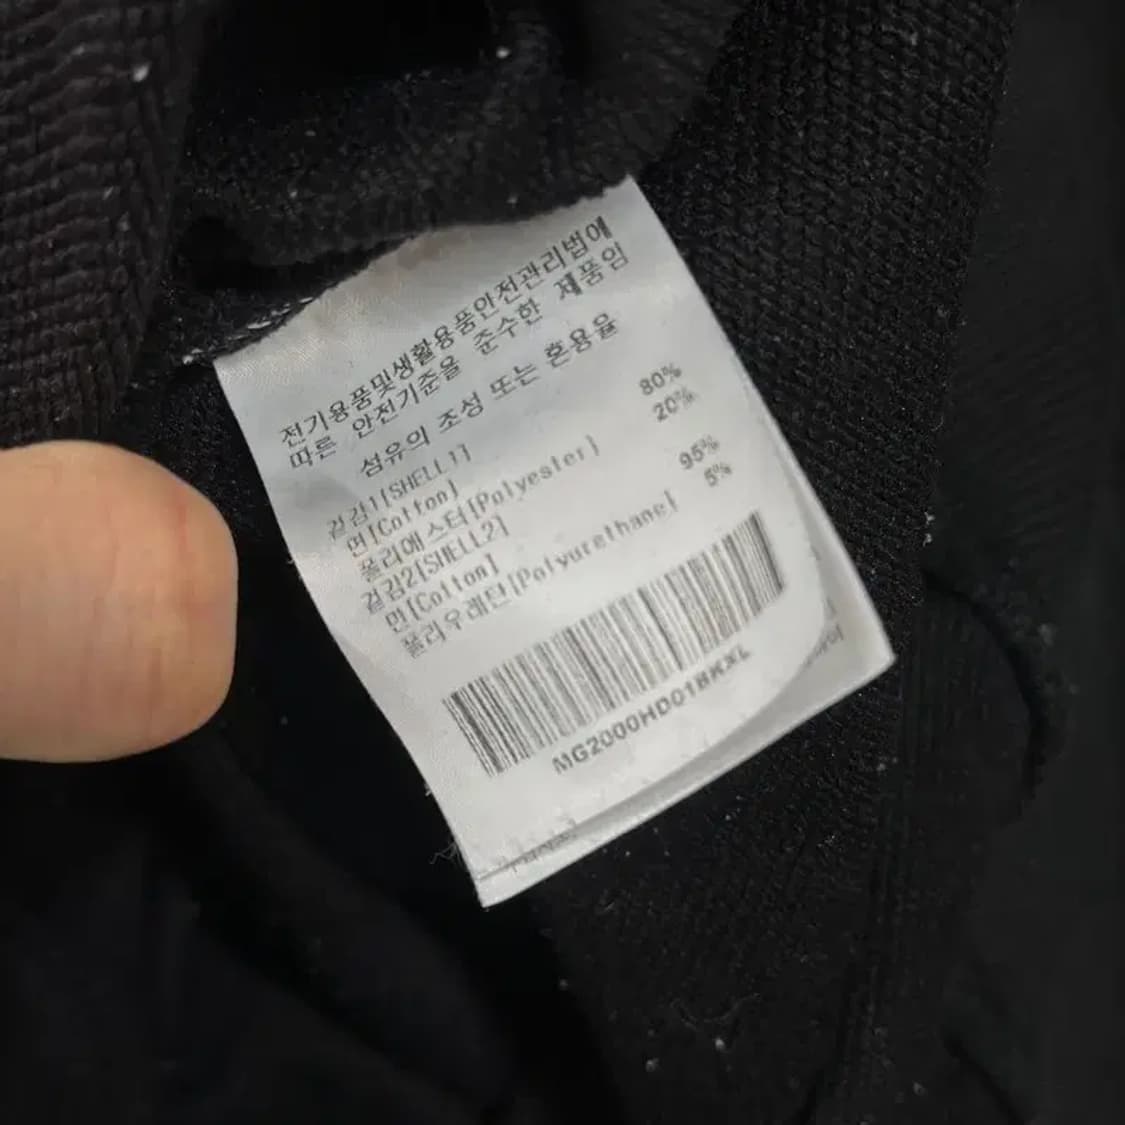 전기용품및생활용품안전관리법에
따른 안전기준을 준수한 제품임
섬유의 조성 또는 혼용율
겉감1[SHELL1]
면[Cotton] 80%
폴리에스터[Polyester] 20%
겉감2[SHELL2]
면[Cotton] 95%
폴리우레탄[Polyurethane] 5%
MG2000HD01BKXL